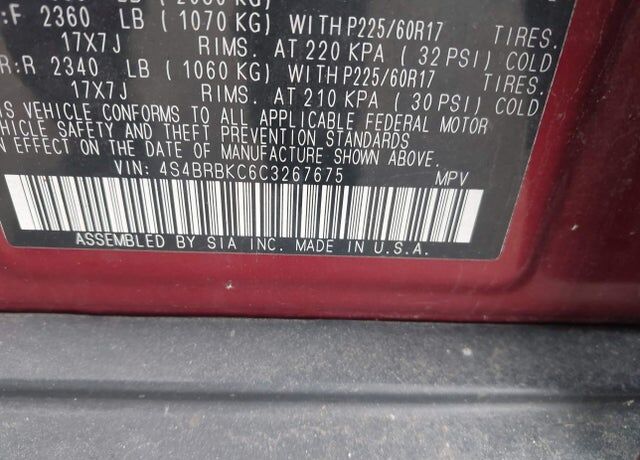 :F 2360 LB ( 1070 KG) WITH P225/60R17 TIRES.
17X7J RIMS. AT 220 KPA ( 32 PSI) COLD
R:R 2340 LB ( 1060 KG) WITH P225/60R17 TIRES.
17X7J RIMS. AT 210 KPA ( 30 PSI) COLD
IS VEHICLE CONFORMS TO ALL APPLICABLE FEDERAL MOTOR
VEHICLE SAFETY AND THEFT PREVENTION STANDARDS
N EFFECT ON THE DATE OF MANUFACTURE SHOWN ABOVE.
VIN: 4S4BRBKC6C3267675 MPV
ASSEMBLED BY SIA INC. MADE IN U.S.A.